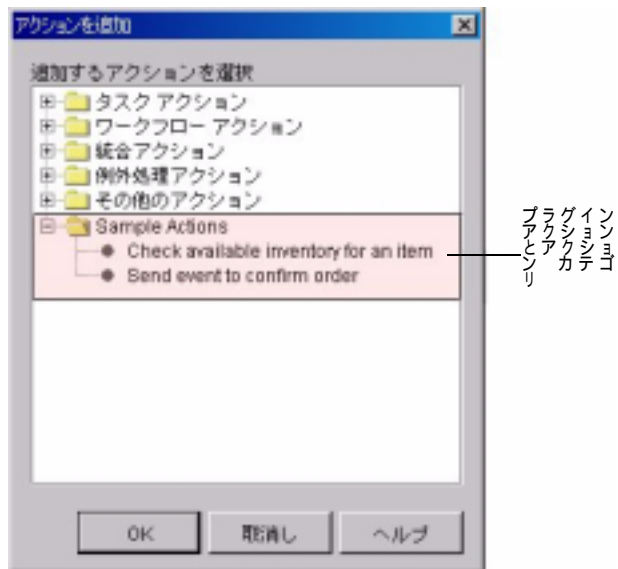 アクションを追加
追加するアクションを選択
タスク アクション
ワークフロー アクション
統合アクション
例外処理アクション
その他のアクション
Sample Actions
Check available inventory for an item
Send event to confirm order
プラグイン
アクション
とアクショ
ン カテゴ
リ
OK
取消し
ヘルプ